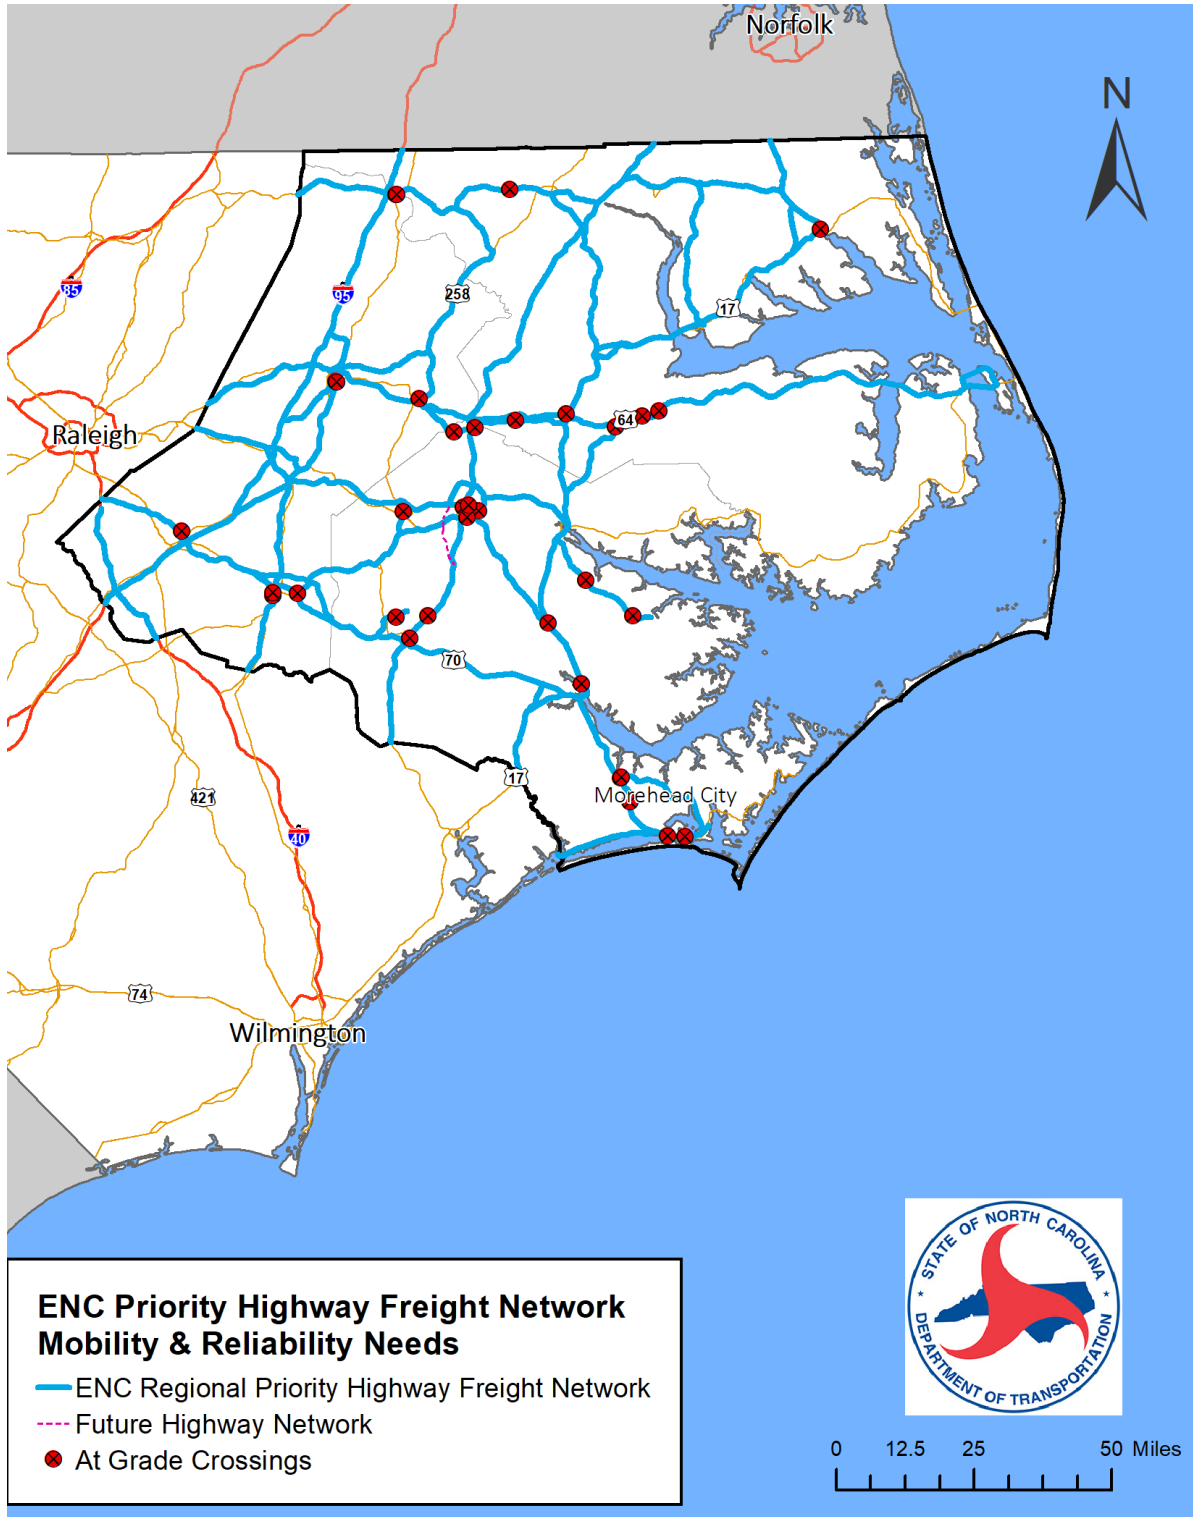 Norfolk
N
85
95
258
17
Raleigh
64
70
17
Morehead City
421
40
74
Wilmington
STATE OF NORTH CAROLINA
DEPARTMENT OF TRANSPORTATION
ENC Priority Highway Freight Network
Mobility & Reliability Needs
ENC Regional Priority Highway Freight Network
Future Highway Network
At Grade Crossings
0 12.5 25 50 Miles